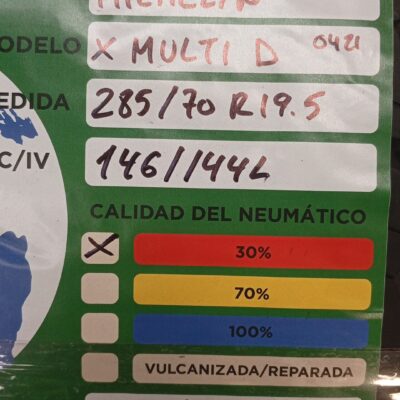 MICHELIN
ODELO X MULTI D 0421
EDIDA 285/70 R19.5
C/IV 146/144L
CALIDAD DEL NEUMÁTICO
X 30%
70%
100%
VULCANIZADA/REPARADA